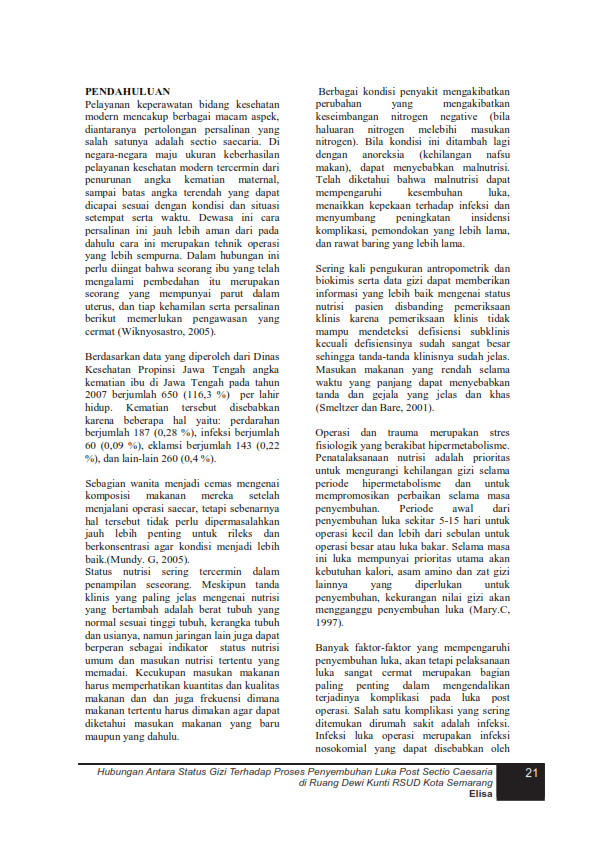 PENDAHULUAN
Pelayanan keperawatan bidang kesehatan
modern mencakup berbagai macam aspek,
diantaranya pertolongan persalinan yang
salah satunya adalah sectio saecaria. Di
negara-negara maju ukuran keberhasilan
pelayanan kesehatan modern tercermin dari
penurunan angka kematian maternal,
sampai batas angka terendah yang dapat
dicapai sesuai dengan kondisi dan situasi
setempat serta waktu. Dewasa ini cara
persalinan ini jauh lebih aman dari pada
dahulu cara ini merupakan tehnik operasi
yang lebih sempurna. Dalam hubungan ini
perlu diingat bahwa seorang ibu yang telah
mengalami pembedahan itu merupakan
seorang yang mempunyai parut dalam
uterus, dan tiap kehamilan serta persalinan
berikut memerlukan pengawasan yang
cermat (Wiknyosastro, 2005).
Berdasarkan data yang diperoleh dari Dinas
Kesehatan Propinsi Jawa Tengah angka
kematian ibu di Jawa Tengah pada tahun
2007 berjumlah 650 (116,3 %) per lahir
hidup. Kematian tersebut disebabkan
karena beberapa hal yaitu: perdarahan
berjumlah 187 (0,28 %), infeksi berjumlah
60 (0,09 %), eklamsi berjumlah 143 (0,22
%), dan lain-lain 260 (0,4 %).
Sebagian wanita menjadi cemas mengenai
komposisi makanan mereka setelah
menjalani operasi saecar, tetapi sebenarnya
hal tersebut tidak perlu dipermasalahkan
jauh lebih penting untuk rileks dan
berkonsentrasi agar kondisi menjadi lebih
baik.(Mundy. G, 2005).
Status nutrisi sering tercermin dalam
penampilan seseorang. Meskipun tanda
klinis yang paling jelas mengenai nutrisi
yang bertambah adalah berat tubuh yang
normal sesuai tinggi tubuh, kerangka tubuh
dan usianya, namun jaringan lain juga dapat
berperan sebagai indikator status nutrisi
umum dan masukan nutrisi tertentu yang
memadai. Kecukupan masukan makanan
harus memperhatikan kuantitas dan kualitas
makanan dan dan juga frekuensi dimana
makanan tertentu harus dimakan agar dapat
diketahui masukan makanan yang baru
maupun yang dahulu.
Berbagai kondisi penyakit mengakibatkan
perubahan yang mengakibatkan
keseimbangan nitrogen negative (bila
haluaran nitrogen melebihi masukan
nitrogen). Bila kondisi ini ditambah lagi
dengan anoreksia (kehilangan nafsu
makan), dapat menyebabkan malnutrisi.
Telah diketahui bahwa malnutrisi dapat
mempengaruhi kesembuhan luka,
menaikkan kepekaan terhadap infeksi dan
menyumbang peningkatan insidensi
komplikasi, pemondokan yang lebih lama,
dan rawat baring yang lebih lama.
Sering kali pengukuran antropometrik dan
biokimis serta data gizi dapat memberikan
informasi yang lebih baik mengenai status
nutrisi pasien disbanding pemeriksaan
klinis karena pemeriksaan klinis tidak
mampu mendeteksi defisiensi subklinis
kecuali defisiensinya sudah sangat besar
sehingga tanda-tanda klinisnya sudah jelas.
Masukan makanan yang rendah selama
waktu yang panjang dapat menyebabkan
tanda dan gejala yang jelas dan khas
(Smeltzer dan Bare, 2001).
Operasi dan trauma merupakan stres
fisiologik yang berakibat hipermetabolisme.
Penatalaksanaan nutrisi adalah prioritas
untuk mengurangi kehilangan gizi selama
periode hipermetabolisme dan untuk
mempromosikan perbaikan selama masa
penyembuhan. Periode awal dari
penyembuhan luka sekitar 5-15 hari untuk
operasi kecil dan lebih dari sebulan untuk
operasi besar atau luka bakar. Selama masa
ini luka mempunyai prioritas utama akan
kebutuhan kalori, asam amino dan zat gizi
lainnya yang diperlukan untuk
penyembuhan, kekurangan nilai gizi akan
mengganggu penyembuhan luka (Mary.C,
1997).
Banyak faktor-faktor yang mempengaruhi
penyembuhan luka, akan tetapi pelaksanaan
luka sangat cermat merupakan bagian
paling penting dalam mengendalikan
terjadinya komplikasi pada luka post
operasi. Salah satu komplikasi yang sering
ditemukan dirumah sakit adalah infeksi.
Infeksi luka operasi merupakan infeksi
nosokomial yang dapat disebabkan oleh
Hubungan Antara Status Gizi Terhadap Proses Penyembuhan Luka Post Sectio Caesaria
di Ruang Dewi Kunti RSUD Kota Semarang
Elisa
21